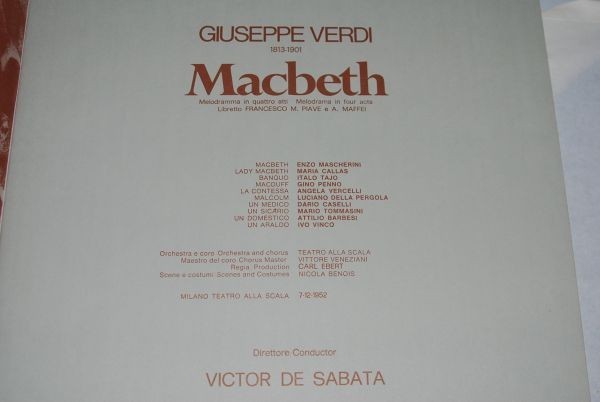 GIUSEPPE VERDI
1813-1901
Macbeth
Melodramma in quattro atti Melodrama in four acts
Libretto FRANCESCO M. PIAVE e A. MAFFEI
MACBETH ENZO MASCHERINI
LADY MACBETH MARIA CALLAS
BANQUO ITALO TAJO
MACDUFF GINO PENNO
LA CONTESSA ANGELA VERCELLI
MALCOLM LUCIANO DELLA PERGOLA
UN MEDICO DARIO CASELLI
UN SICARIO MARIO TOMMASINI
UN DOMESTICO ATTILIO BARBESI
UN ARALDO IVO VINCO
Orchestra e coro Orchestra and chorus TEATRO ALLA SCALA
Maestro del coro Chorus Master VITTORE VENEZIANI
Regia Production CARL EBERT
Scene e costumi Scenes and Costumes NICOLA BENOIS
MILANO TEATRO ALLA SCALA 7-12-1952
Direttore Conductor
VICTOR DE SABATA